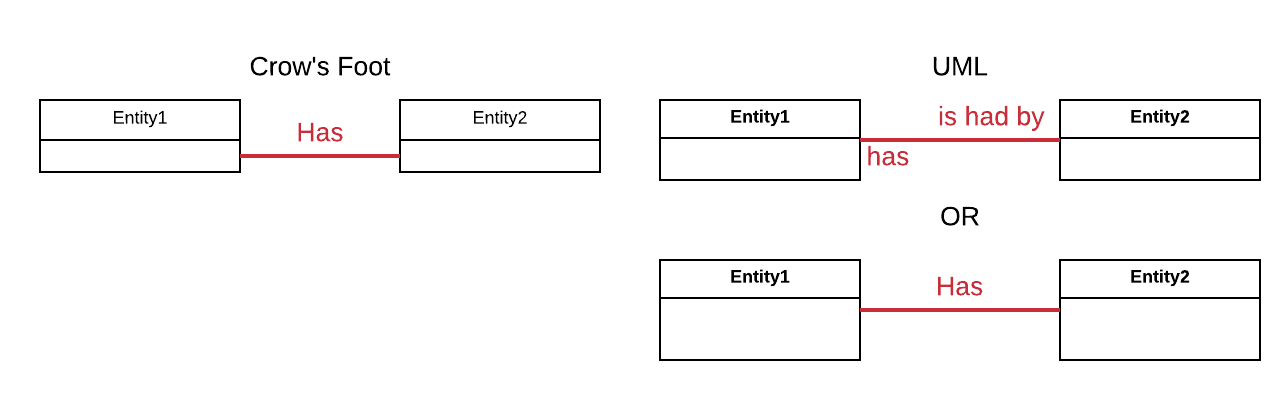 Crow's Foot
Entity1
Has
Entity2
UML
Entity1
is had by
has
Entity2
OR
Entity1
Has
Entity2